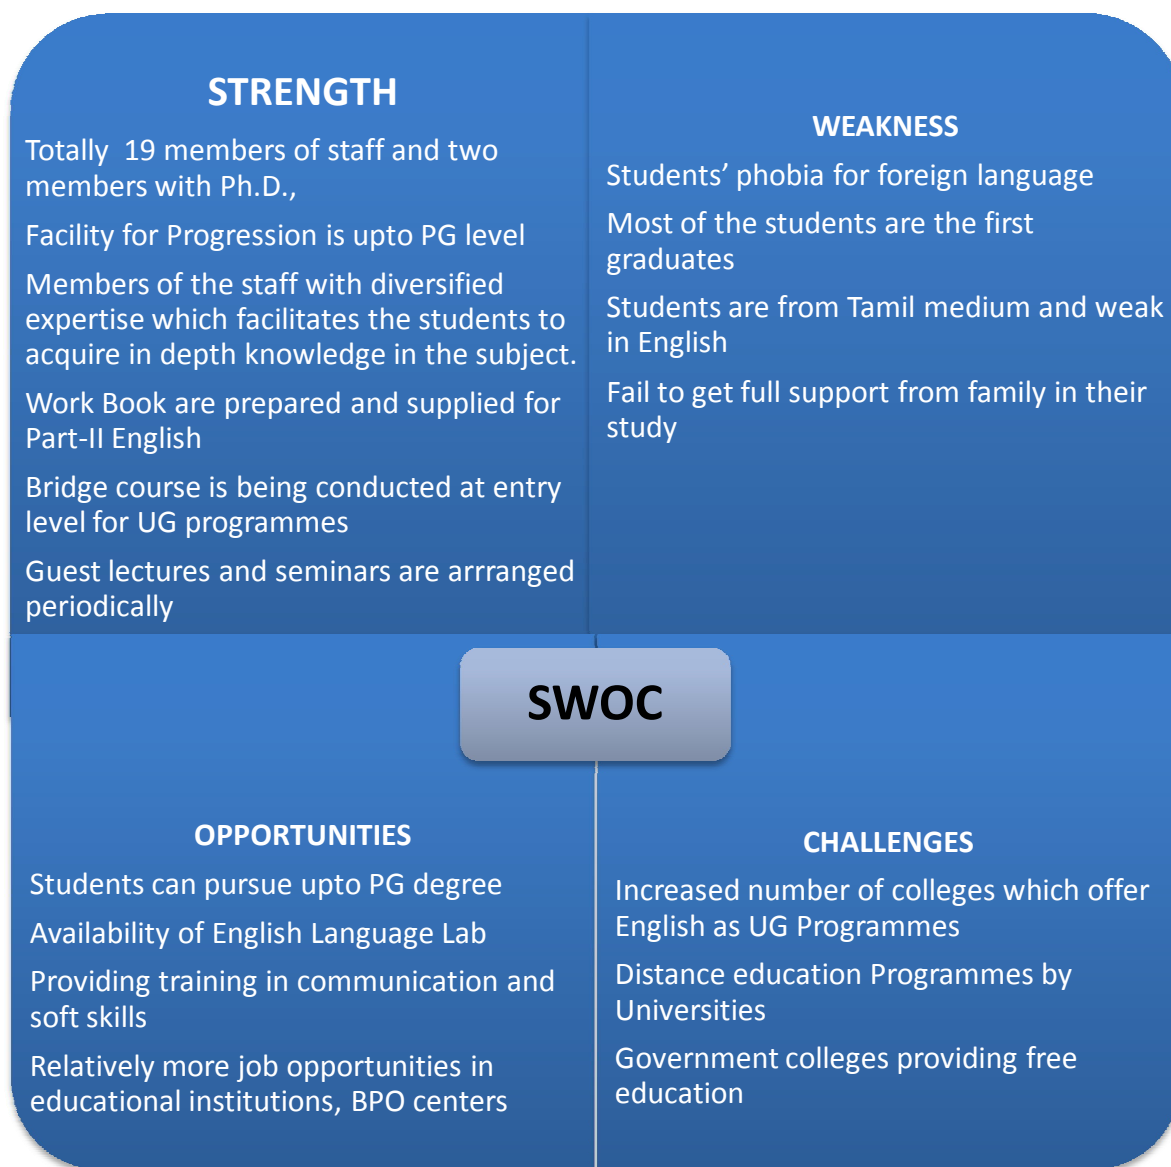 STRENGTH
Totally 19 members of staff and two
members with Ph.D.,
Facility for Progression is upto PG level
Members of the staff with diversified
expertise which facilitates the students to
acquire in depth knowledge in the subject.
Work Book are prepared and supplied for
Part-II English
Bridge course is being conducted at entry
level for UG programmes
Guest lectures and seminars are arrranged
periodically
WEAKNESS
Students’ phobia for foreign language
Most of the students are the first
graduates
Students are from Tamil medium and weak
in English
Fail to get full support from family in their
study
SWOC
OPPORTUNITIES
Students can pursue upto PG degree
Availability of English Language Lab
Providing training in communication and
soft skills
Relatively more job opportunities in
educational institutions, BPO centers
CHALLENGES
Increased number of colleges which offer
English as UG Programmes
Distance education Programmes by
Universities
Government colleges providing free
education